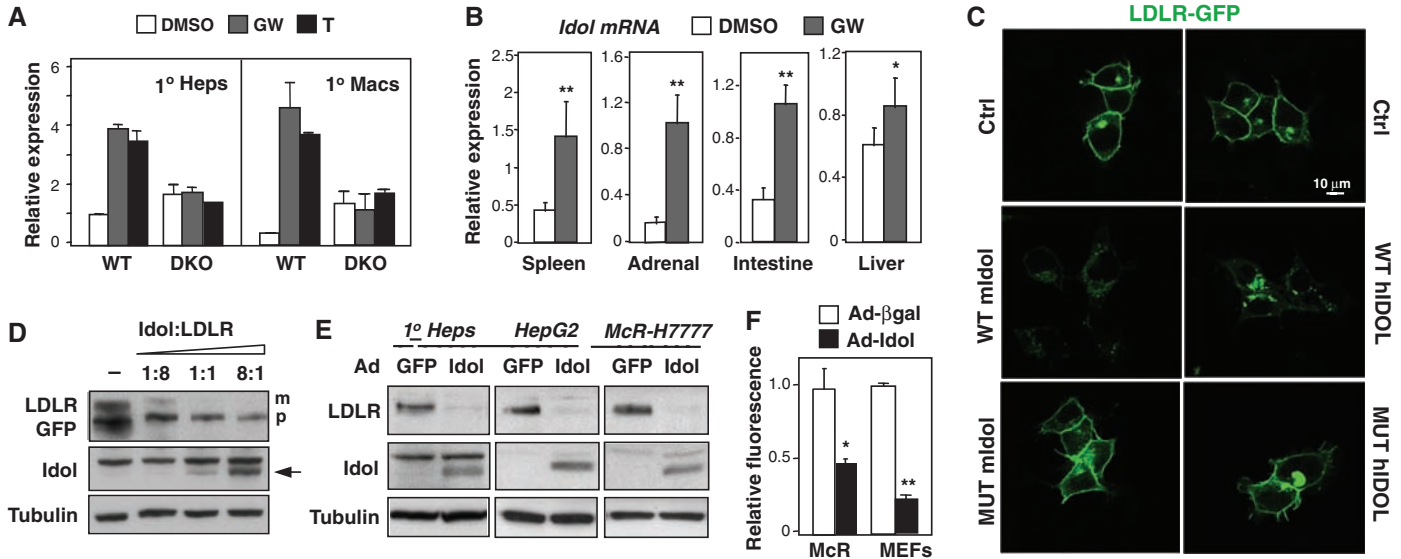 A
DMSO GW T
Relative expression
6
4
2
0
1º Heps
1º Macs
WT DKO WT DKO
B
Idol mRNA DMSO GW
Relative expression
2.5
2
1.5
1
0.5
0
**
Spleen
1.6
1.2
0.8
0.4
0
**
Adrenal
1.2
0.8
0.4
0
**
Intestine
1.2
0.8
0.4
0
*
Liver
C
LDLR-GFP
Ctrl
Ctrl
10 μm
WT mIdol
WT hIDOL
MUT mIdol
MUT hIDOL
D
Idol:LDLR
– 1:8 1:1 8:1
LDLR
GFP
m
p
Idol
Tubulin
E
1º Heps HepG2 McR-H7777
Ad GFP Idol GFP Idol GFP Idol
LDLR
Idol
Tubulin
F
Ad-βgal
Ad-Idol
Relative fluorescence
1.0
0.5
0
*
**
McR MEFs